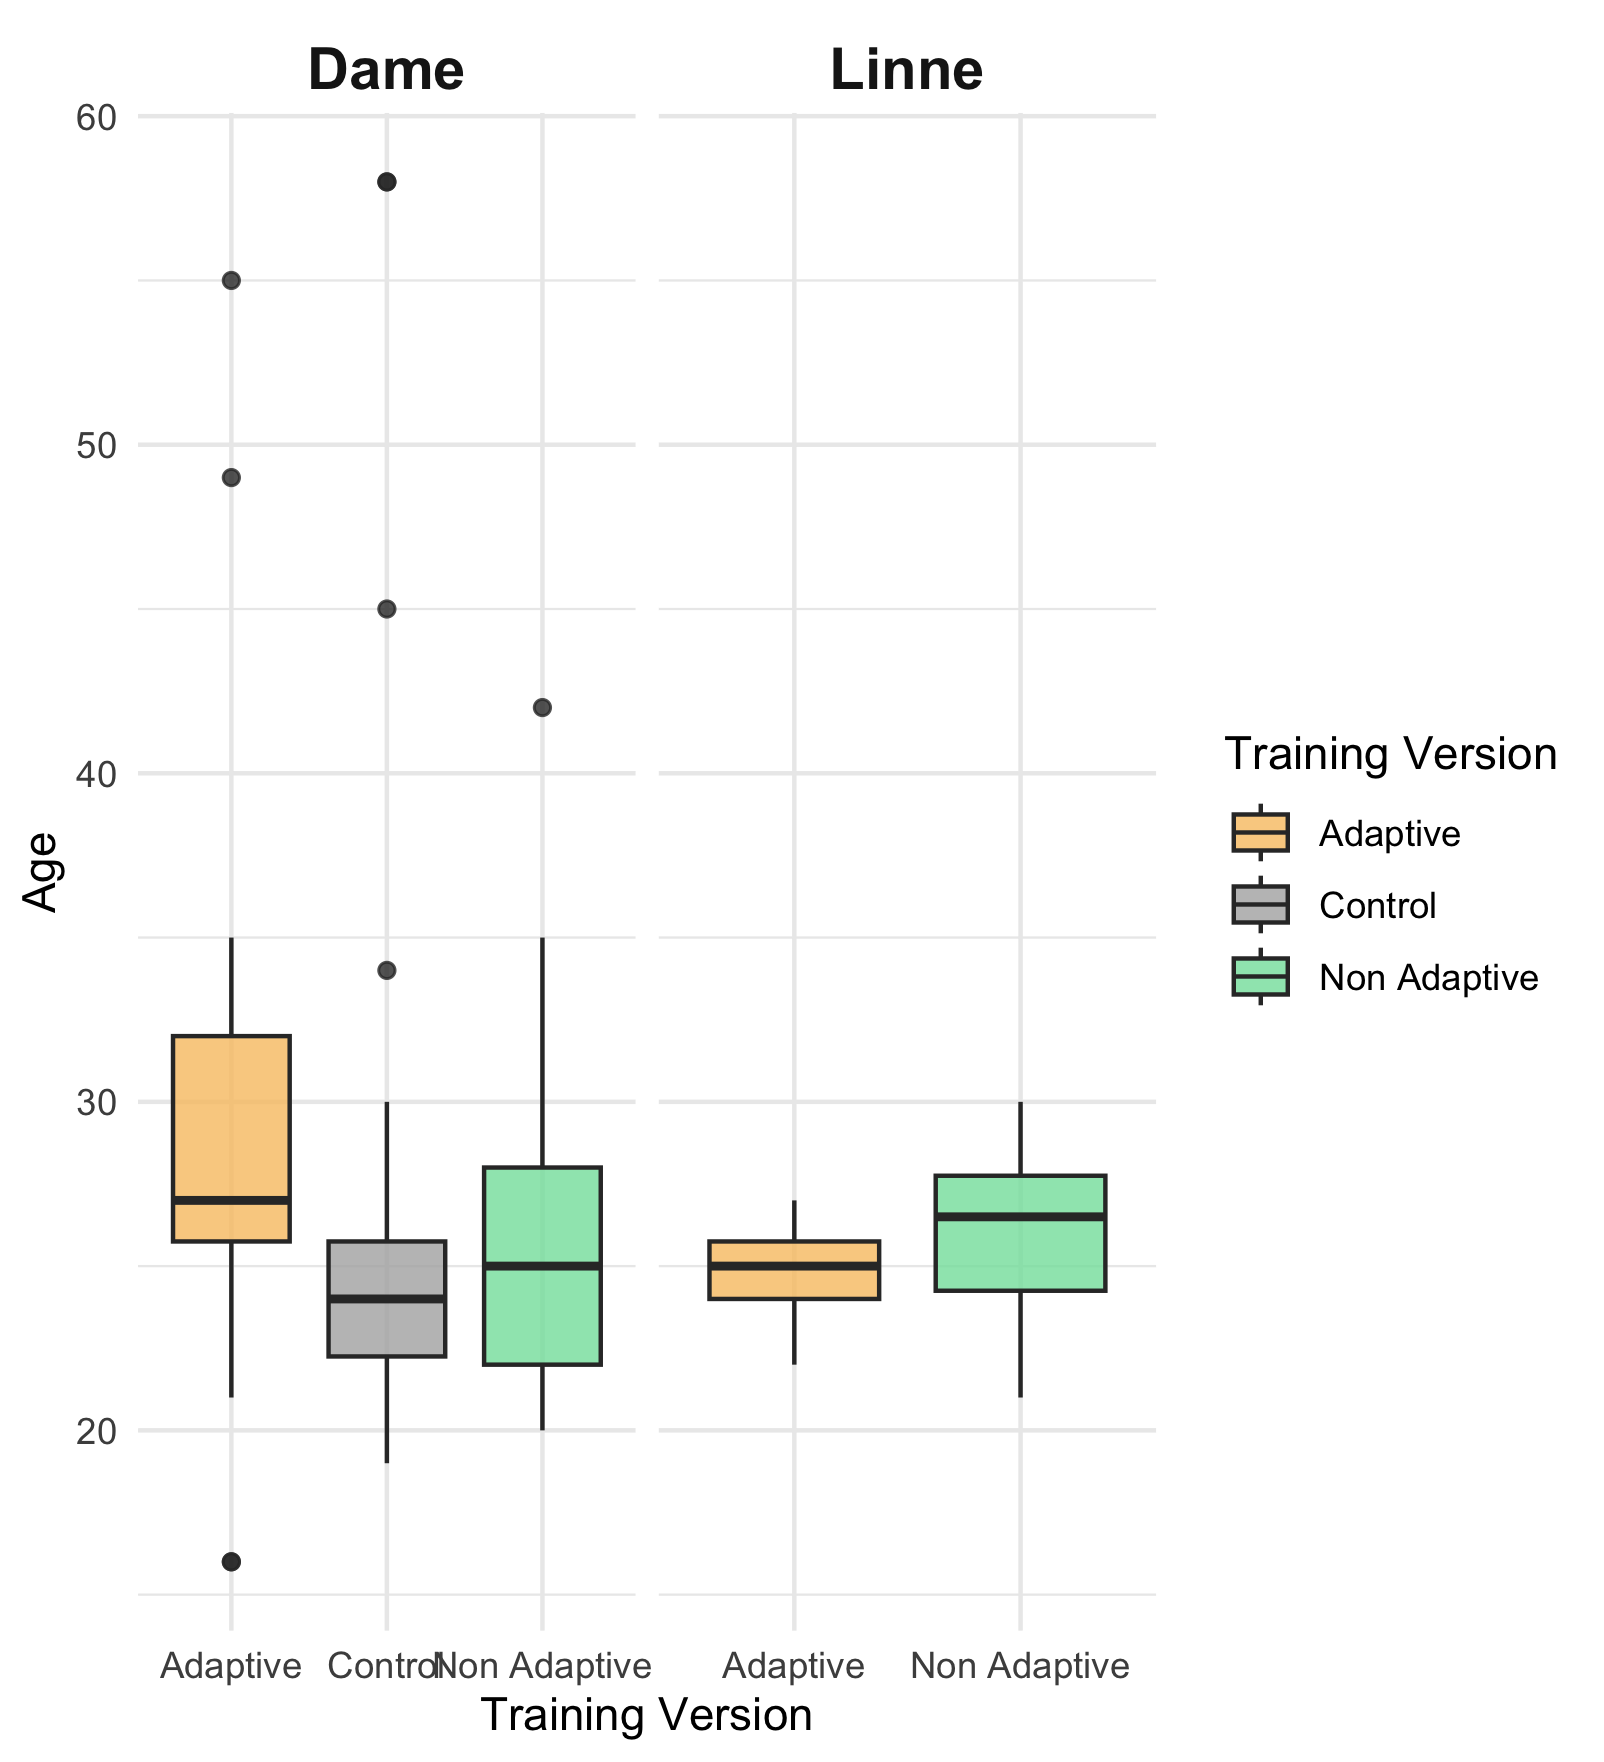 Dame
Linne
60
50
40
30
20
Age
Adaptive
Control
Non Adaptive
Adaptive
Non Adaptive
Training Version
Training Version
Adaptive
Control
Non Adaptive